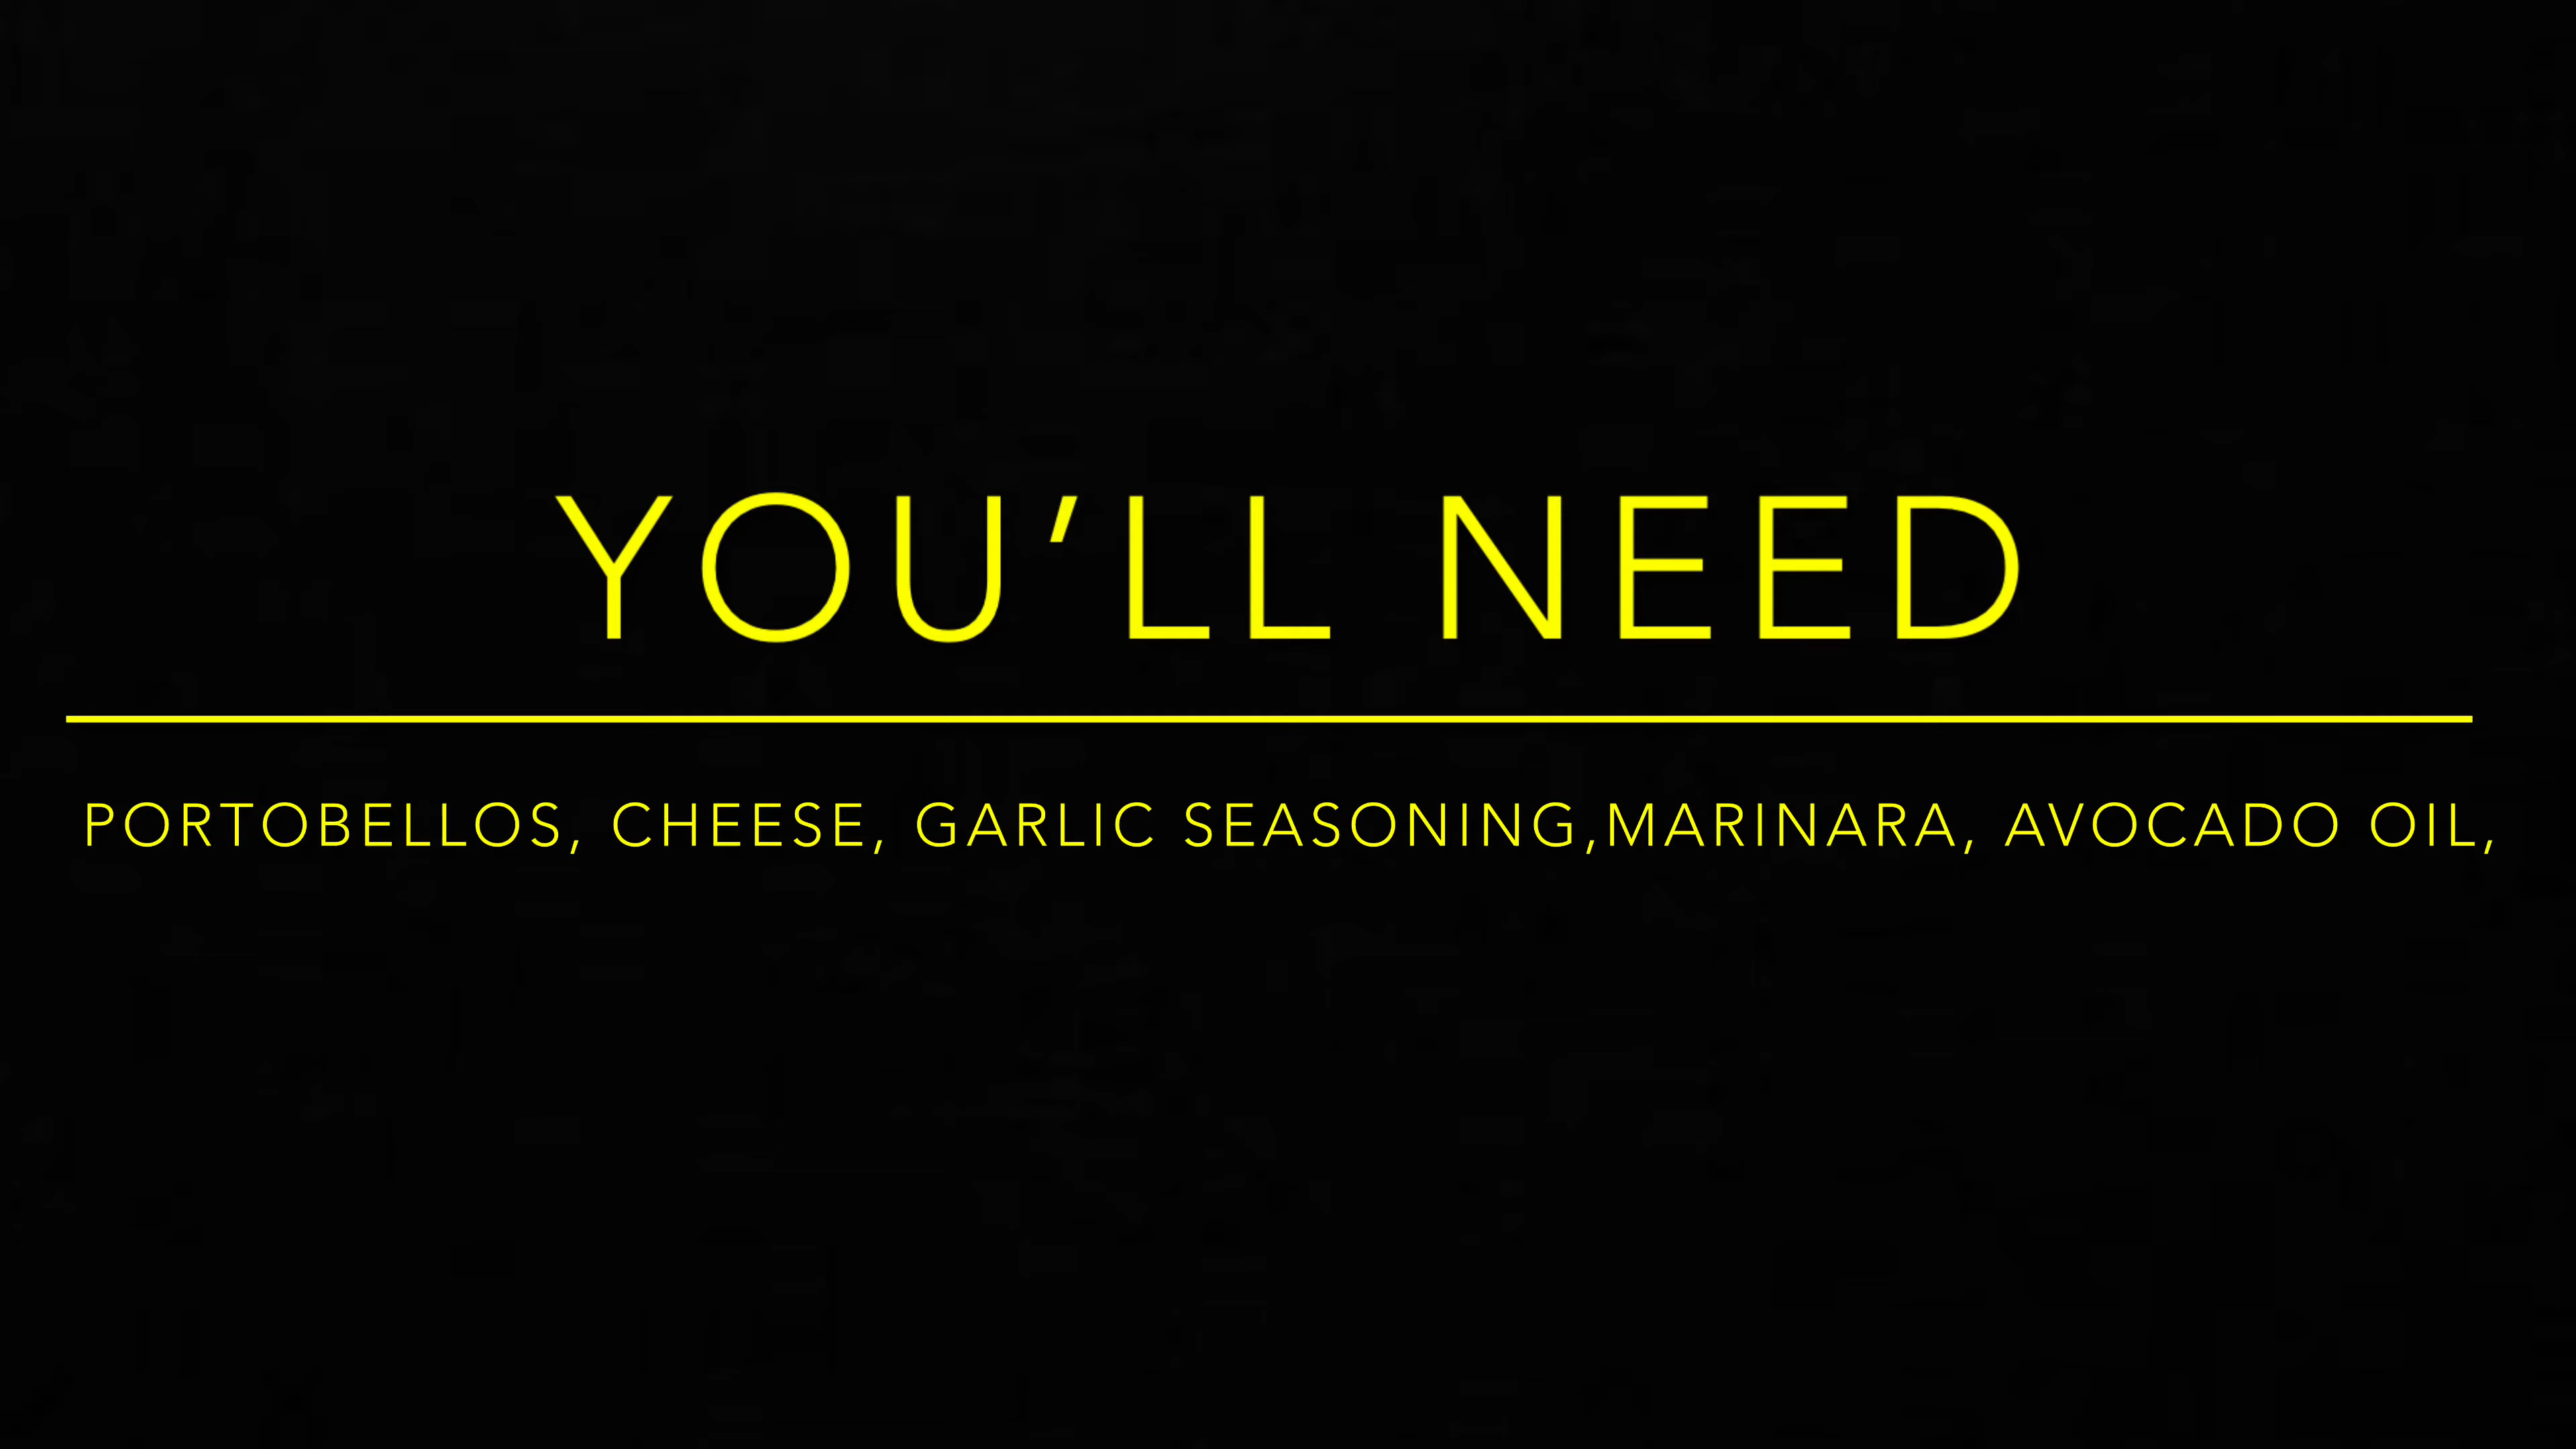 YOU’LL NEED
PORTOBELLOS, CHEESE, GARLIC SEASONING,MARINARA, AVOCADO OIL,